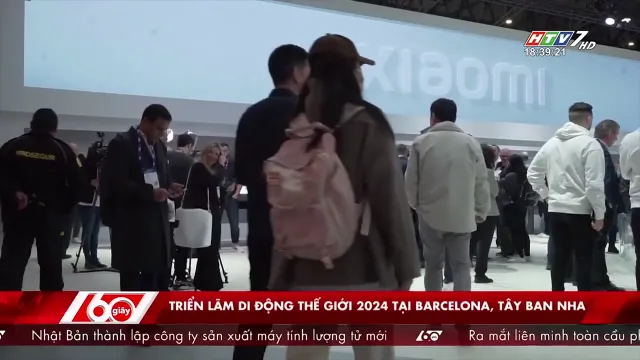 xiaomi
HTV7 HD
18:39:21
PROSEGUR
60 giây
TRIỂN LÃM DI ĐỘNG THẾ GIỚI 2024 TẠI BARCELONA, TÂY BAN NHA
Nhật Bản thành lập công ty sản xuất máy tính lượng tử mới
60
Ra mắt liên minh toàn cầu p